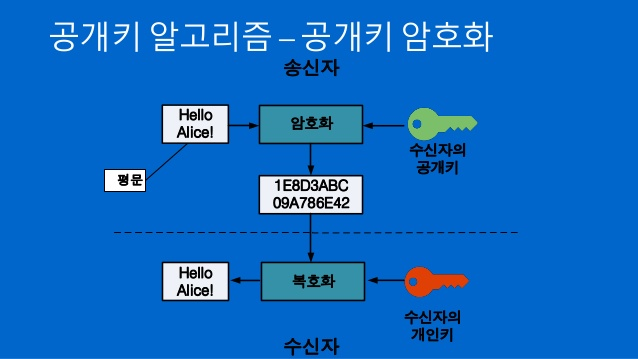 공개키 알고리즘 – 공개키 암호화
송신자
Hello
Alice!
암호화
수신자의
공개키
평문
1E8D3ABC
09A786E42
Hello
Alice!
복호화
수신자의
개인키
수신자